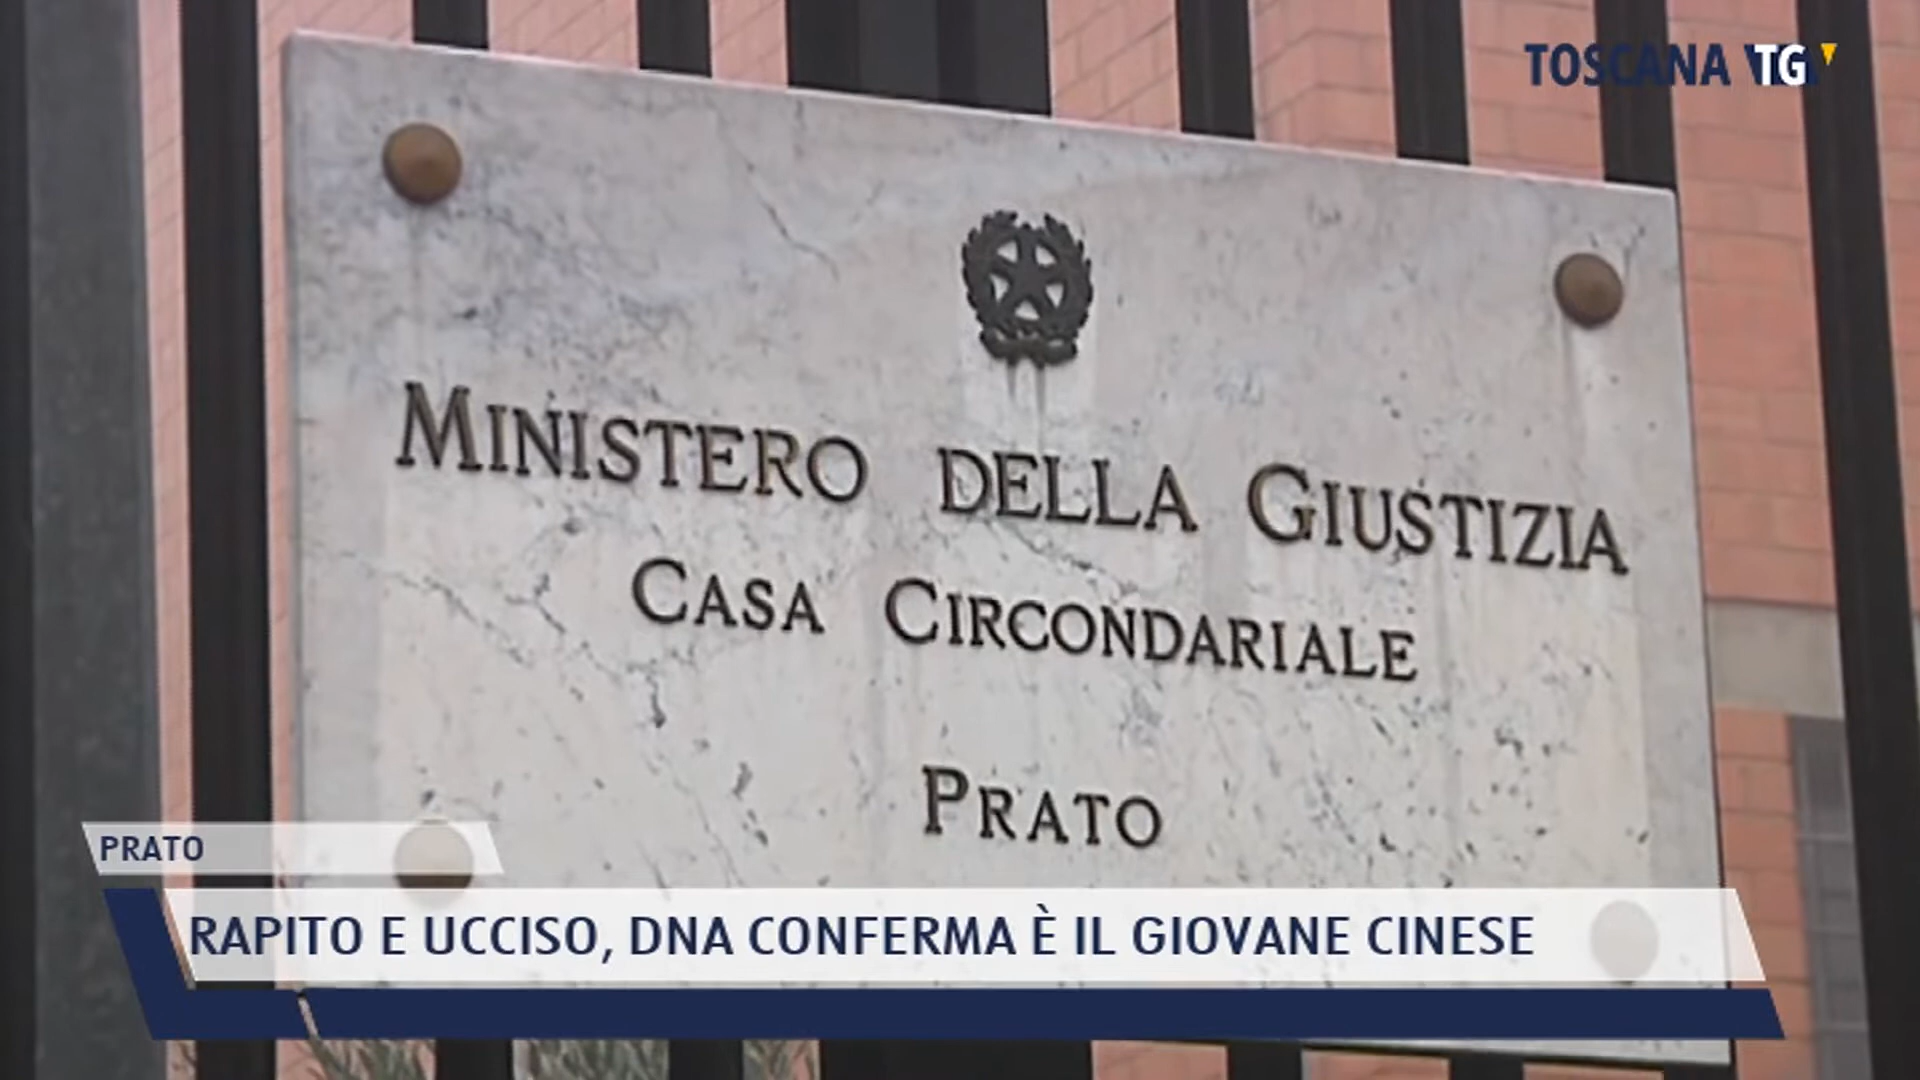 TOSCANA TG
MINISTERO DELLA GIUSTIZIA
CASA CIRCONDARIALE
PRATO
PRATO
RAPITO E UCCISO, DNA CONFERMA È IL GIOVANE CINESE